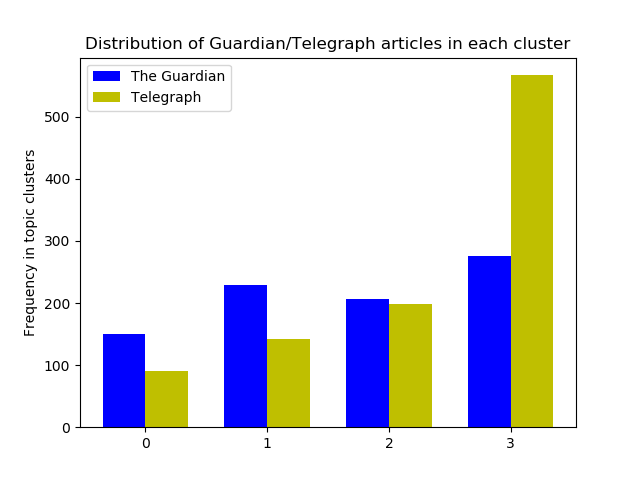 Distribution of Guardian/Telegraph articles in each cluster
The Guardian
Telegraph
Frequency in topic clusters
500
400
300
200
100
0
0 1 2 3